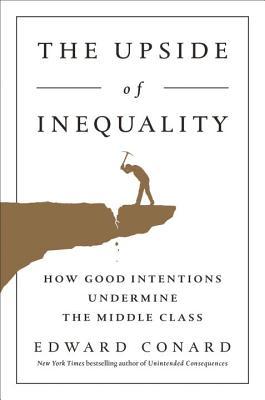 THE UPSIDE
of
INEQUALITY
HOW GOOD INTENTIONS
UNDERMINE
THE MIDDLE CLASS
EDWARD CONARD
New York Times bestselling author of Unintended Consequences